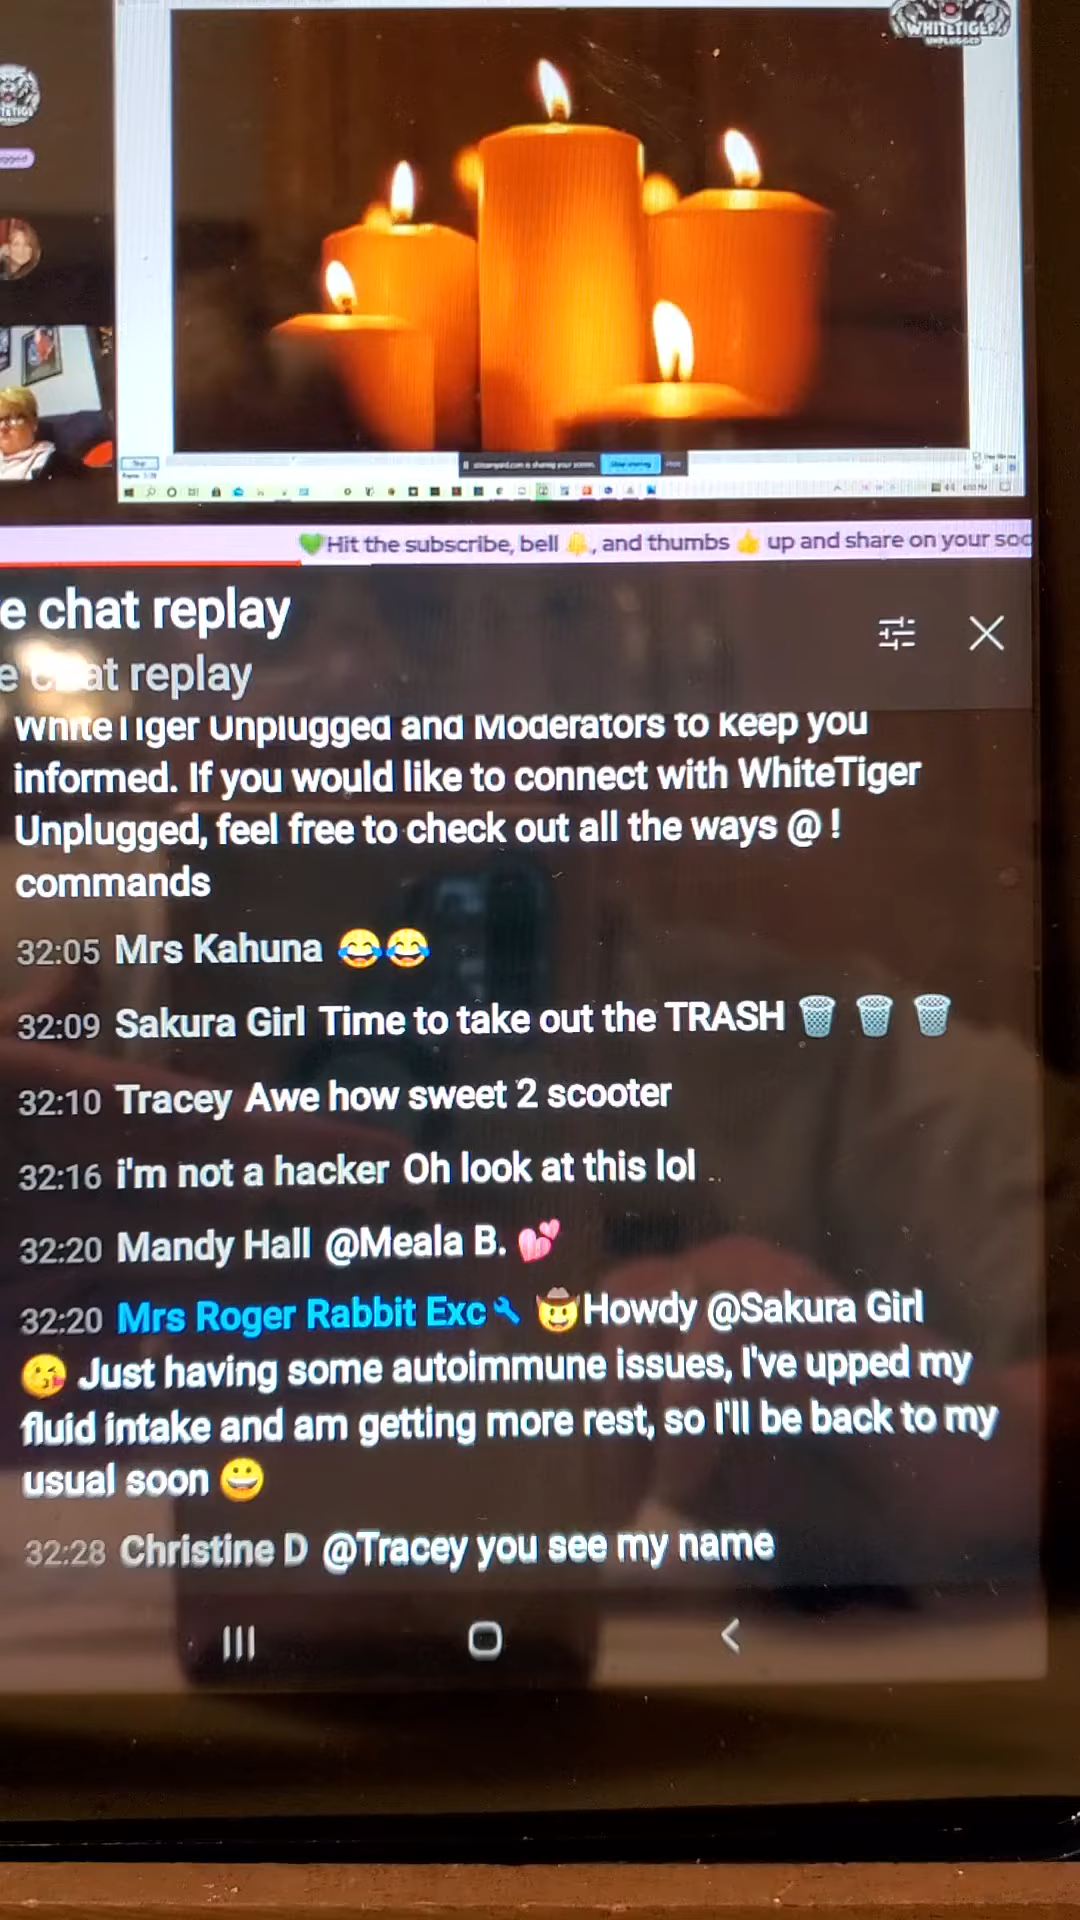 WHITETIGER
UNPLUGGED
Hit the subscribe, bell 🔔, and thumbs 👍 up and share on your soc
e chat replay
e chat replay
WhiteTiger Unplugged and Moderators to keep you
informed. If you would like to connect with WhiteTiger
Unplugged, feel free to check out all the ways @ !
commands
32:05 Mrs Kahuna 😂😂
32:09 Sakura Girl Time to take out the TRASH 🗑 🗑 🗑
32:10 Tracey Awe how sweet 2 scooter
32:16 i'm not a hacker Oh look at this lol ..
32:20 Mandy Hall @Meala B. 💕
32:20 Mrs Roger Rabbit Exc🔧 🤠Howdy @Sakura Girl
😘 Just having some autoimmune issues, I've upped my
fluid intake and am getting more rest, so I'll be back to my
usual soon 😀
32:28 Christine D @Tracey you see my name